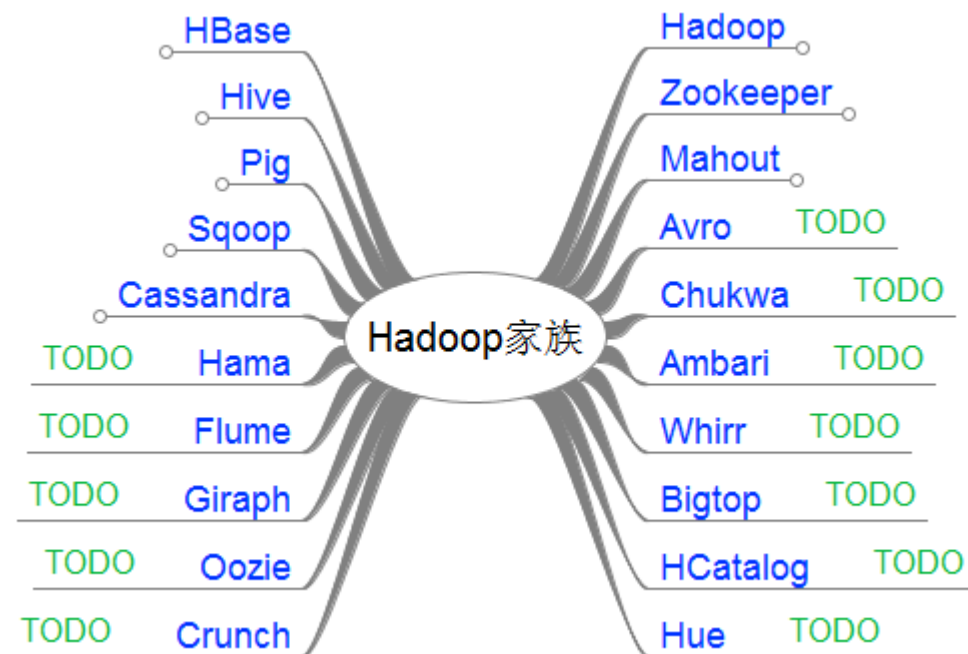 HBase
Hive
Pig
Sqoop
Cassandra
TODO Hama
TODO Flume
TODO Giraph
TODO Oozie
TODO Crunch
Hadoop家族
Hadoop
Zookeeper
Mahout
Avro TODO
Chukwa TODO
Ambari TODO
Whirr TODO
Bigtop TODO
HCatalog TODO
Hue TODO